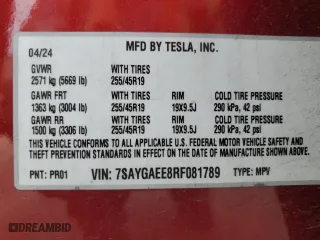 04/24 MFD BY TESLA, INC.
GVWR WITH TIRES
2571 kg (5669 lb) 255/45R19
GAWR FRT WITH TIRES RIM COLD TIRE PRESSURE
1363 kg (3004 lb) 255/45R19 19X9.5J 290 kPa, 42 psi
GAWR RR WITH TIRES RIM COLD TIRE PRESSURE
1500 kg (3306 lb) 255/45R19 19X9.5J 290 kPa, 42 psi
THIS VEHICLE CONFORMS TO ALL APPLICABLE U.S. FEDERAL MOTOR VEHICLE SAFETY AND
THEFT PREVENTION STANDARDS IN EFFECT ON THE DATE OF
MANUFACTURE SHOWN ABOVE.
PNT: PR01 VIN: 7SAYGAEE8RF081789 TYPE: MPV
DREAMBID